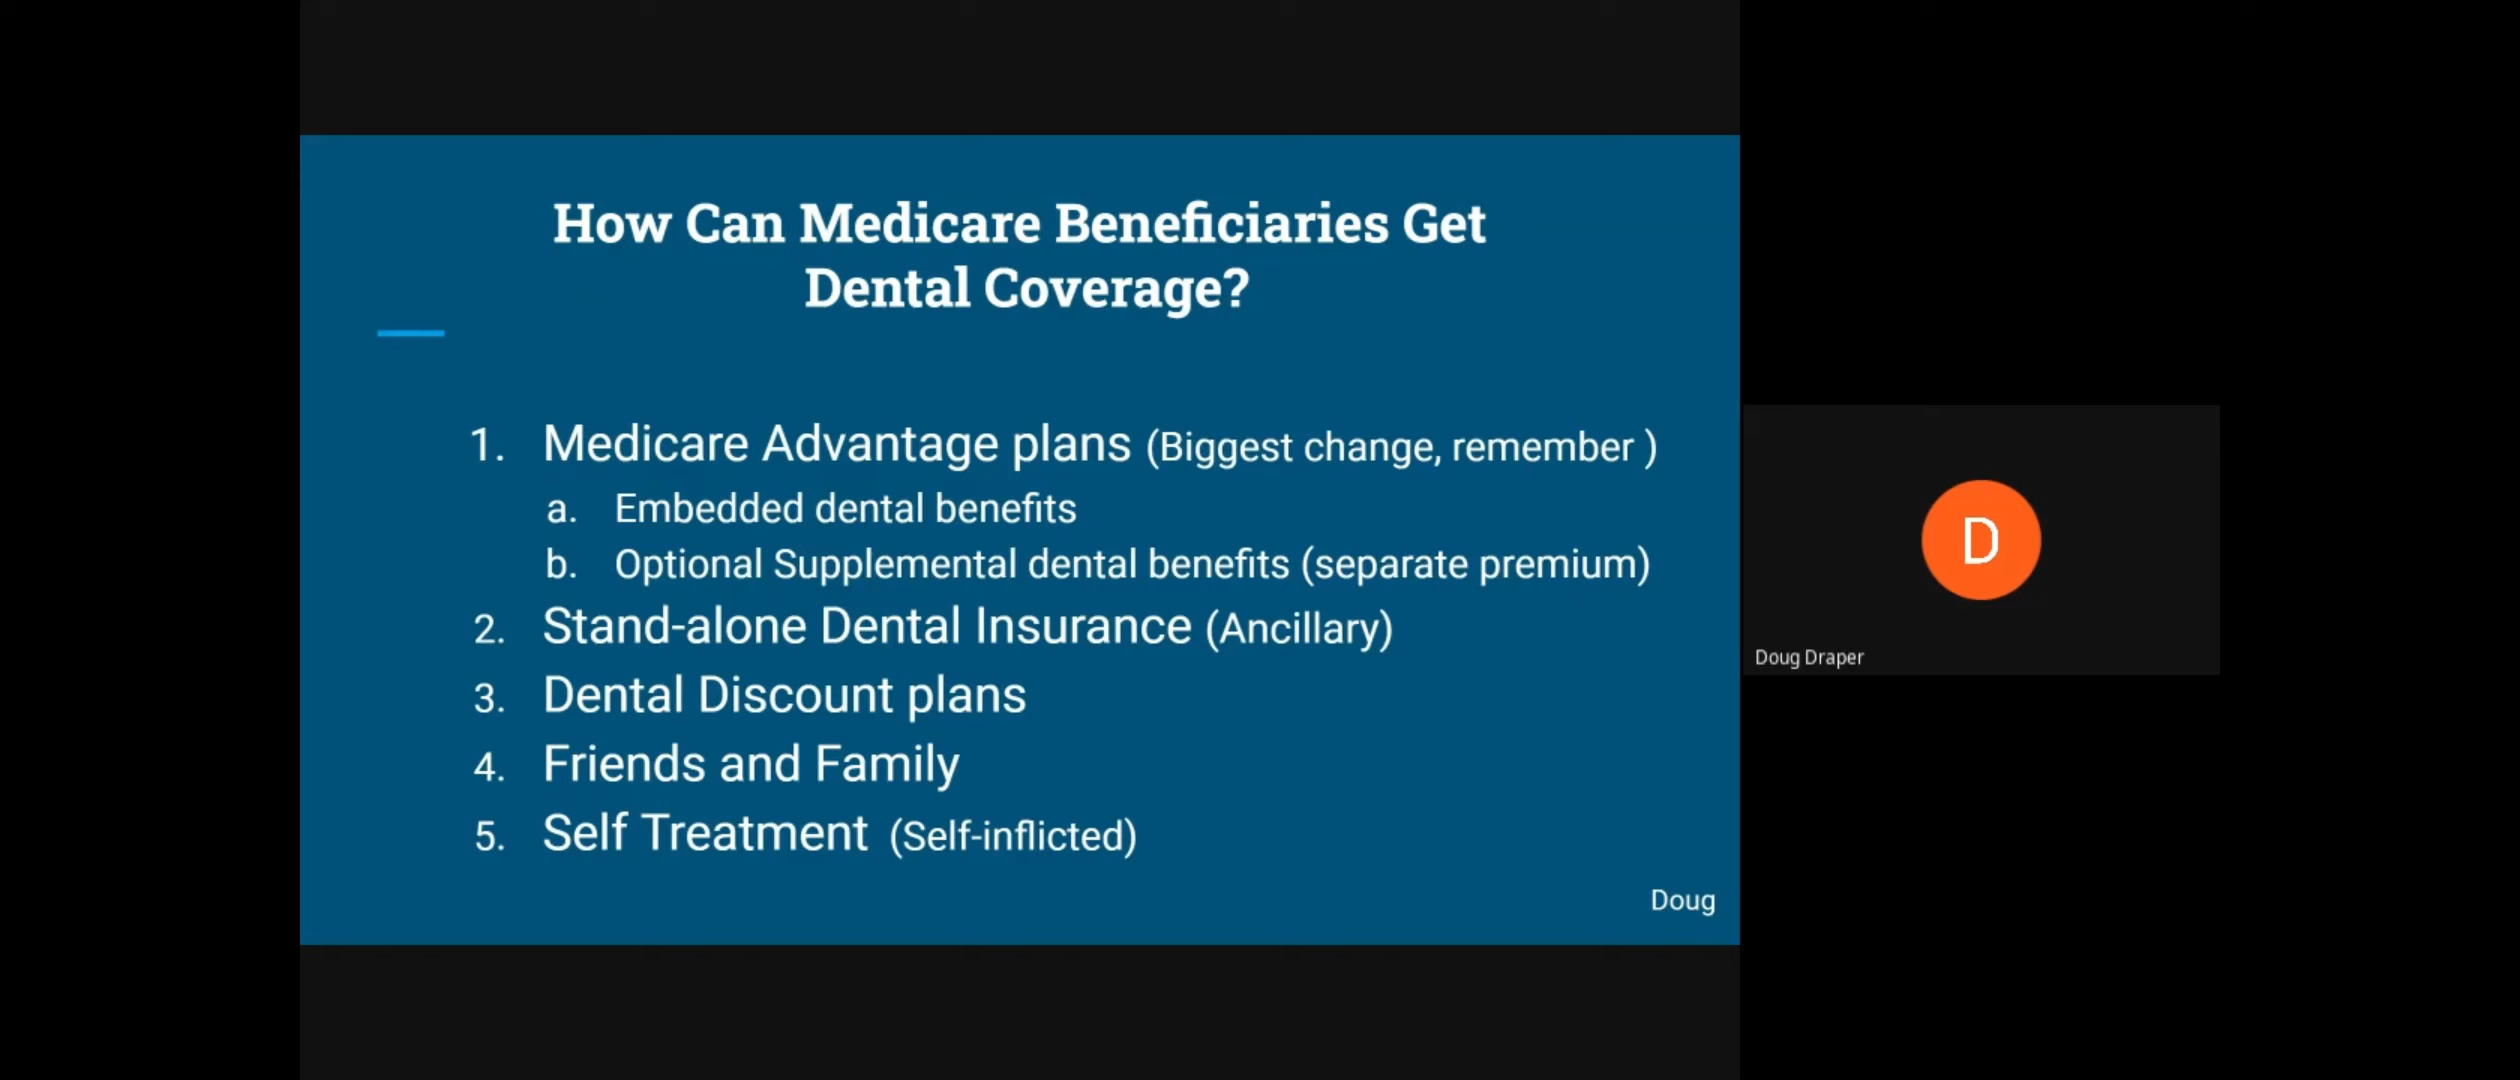 How Can Medicare Beneficiaries Get
Dental Coverage?
1. Medicare Advantage plans (Biggest change, remember )
a. Embedded dental benefits
b. Optional Supplemental dental benefits (separate premium)
2. Stand-alone Dental Insurance (Ancillary)
3. Dental Discount plans
4. Friends and Family
5. Self Treatment (Self-inflicted)
Doug
D
Doug Draper